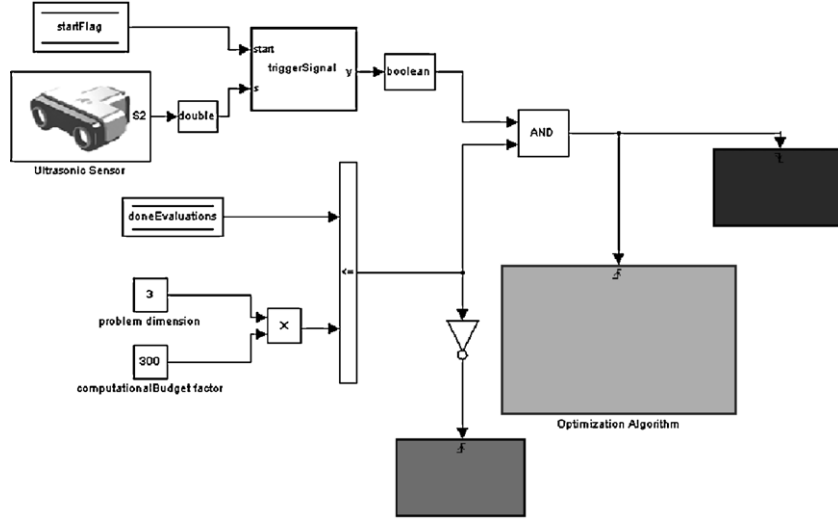 startFlag
start
triggerSignal
y
boolean
s
S2
double
AND
Ultrasonic Sensor
doneEvaluations
<=
3
problem dimension
×
300
computationalBudget factor
Optimization Algorithm